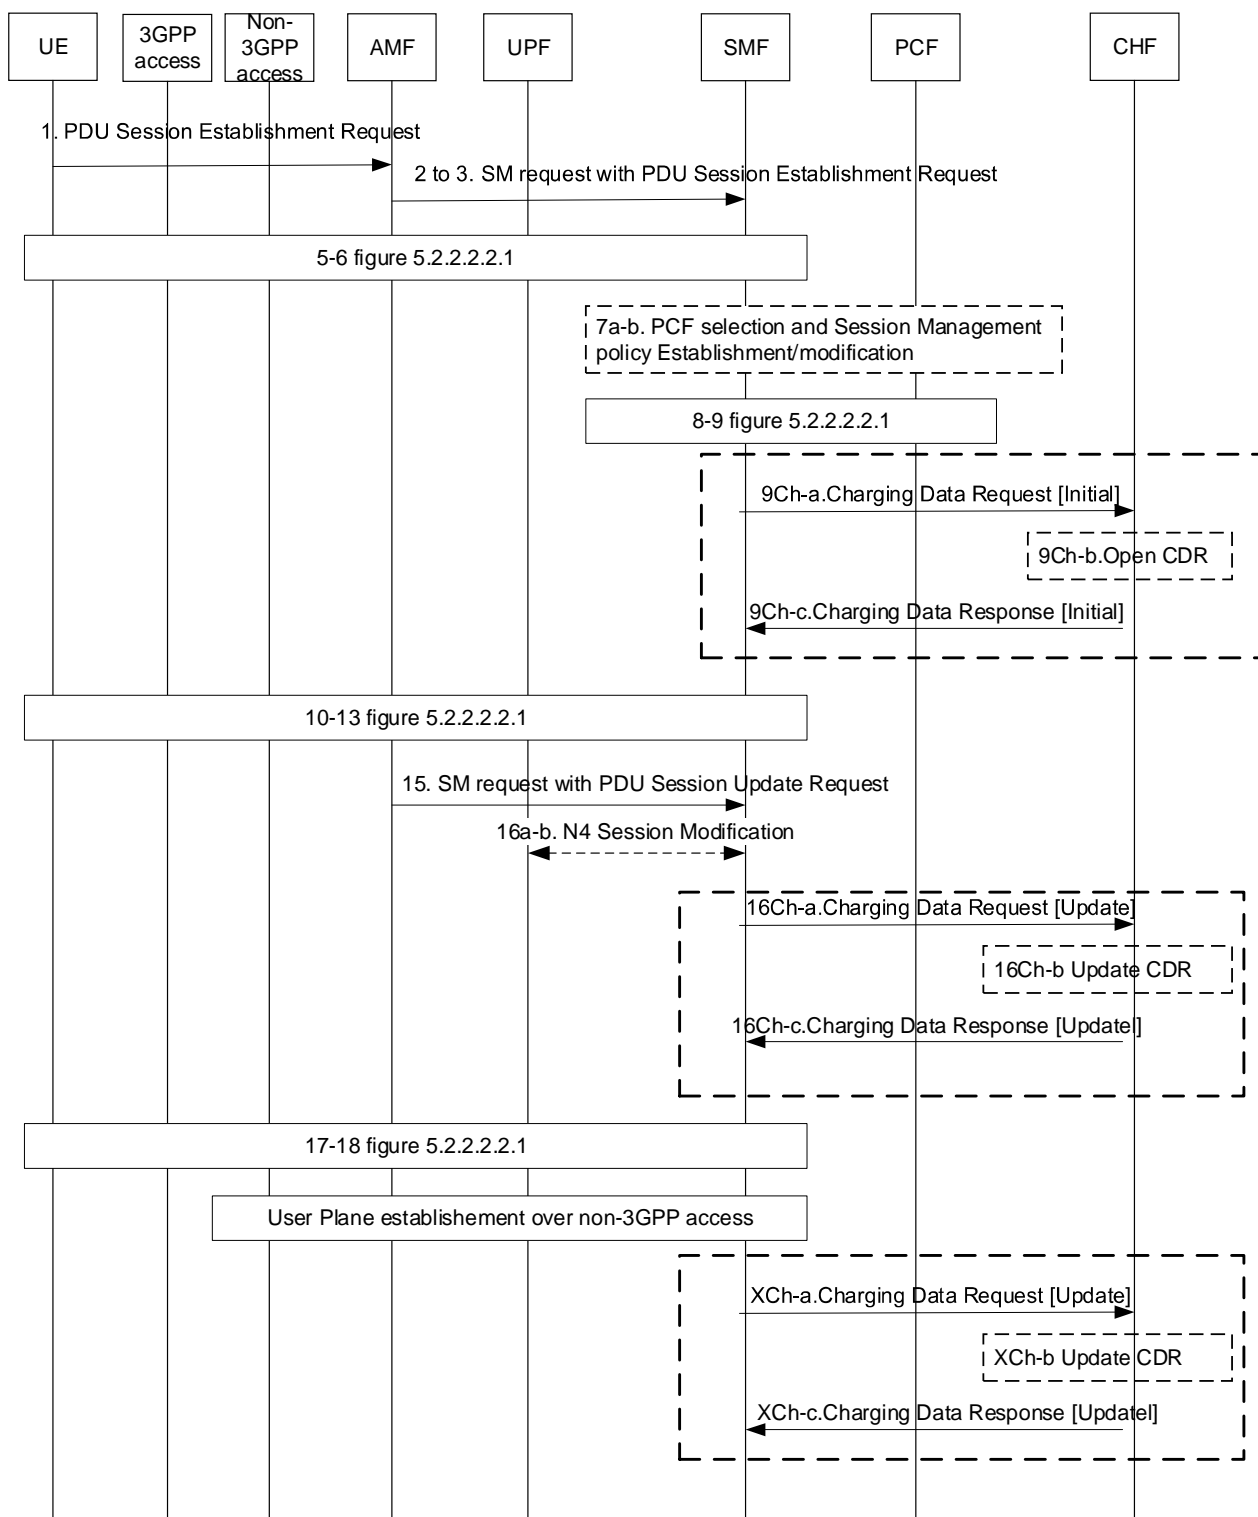 UE
3GPP
access
Non-
3GPP
access
AMF
UPF
SMF
PCF
CHF
1. PDU Session Establishment Request
2 to 3. SM request with PDU Session Establishment Request
5-6 figure 5.2.2.2.2.1
7a-b. PCF selection and Session Management
policy Establishment/modification
8-9 figure 5.2.2.2.2.1
9Ch-a.Charging Data Request [Initial]
9Ch-b.Open CDR
9Ch-c.Charging Data Response [Initial]
10-13 figure 5.2.2.2.2.1
15. SM request with PDU Session Update Request
16a-b. N4 Session Modification
16Ch-a.Charging Data Request [Update]
16Ch-b Update CDR
16Ch-c.Charging Data Response [Updatel]
17-18 figure 5.2.2.2.2.1
User Plane establishement over non-3GPP access
XCh-a.Charging Data Request [Update]
XCh-b Update CDR
XCh-c.Charging Data Response [Updatel]